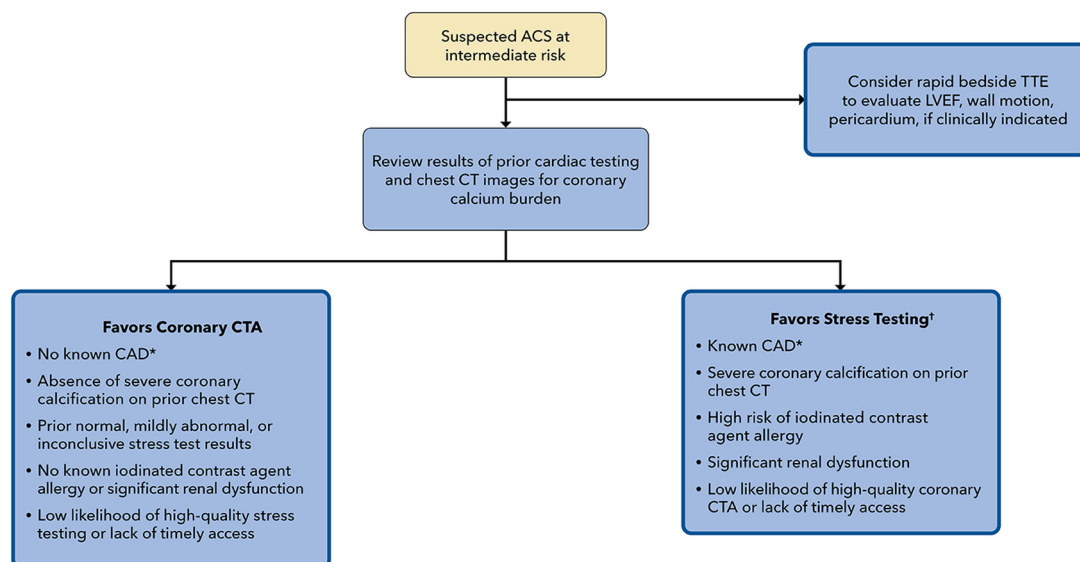 Suspected ACS at
intermediate risk
Consider rapid bedside TTE
to evaluate LVEF, wall motion,
pericardium, if clinically indicated
Review results of prior cardiac testing
and chest CT images for coronary
calcium burden
Favors Coronary CTA
• No known CAD*
• Absence of severe coronary
calcification on prior chest CT
• Prior normal, mildly abnormal, or
inconclusive stress test results
• No known iodinated contrast agent
allergy or significant renal dysfunction
• Low likelihood of high-quality stress
testing or lack of timely access
Favors Stress Testing†
• Known CAD*
• Severe coronary calcification on prior
chest CT
• High risk of iodinated contrast
agent allergy
• Significant renal dysfunction
• Low likelihood of high-quality coronary
CTA or lack of timely access